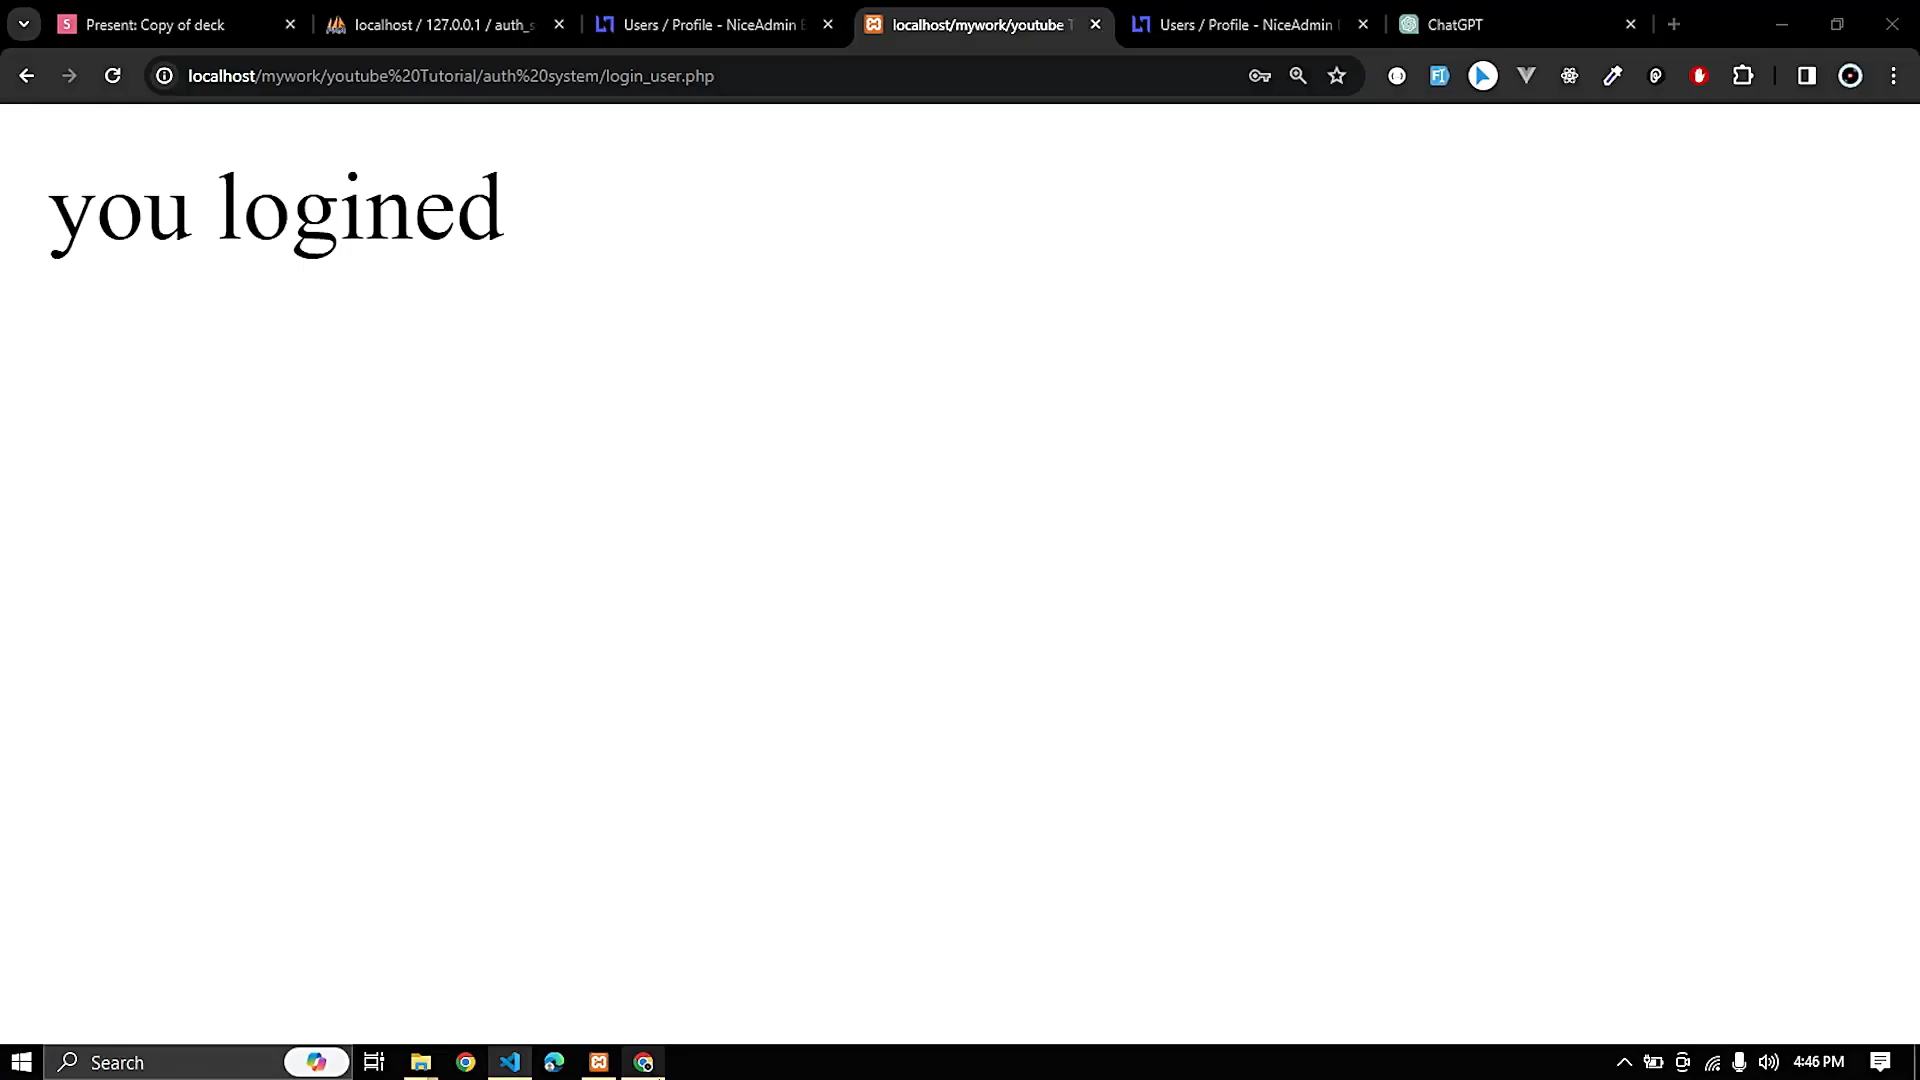 Present: Copy of deck
localhost / 127.0.0.1 / auth_s
Users / Profile - NiceAdmin
localhost/mywork/youtube T
Users / Profile - NiceAdmin
ChatGPT
localhost/mywork/youtube%20Tutorial/auth%20system/login_user.php
you logined
Search
4:46 PM